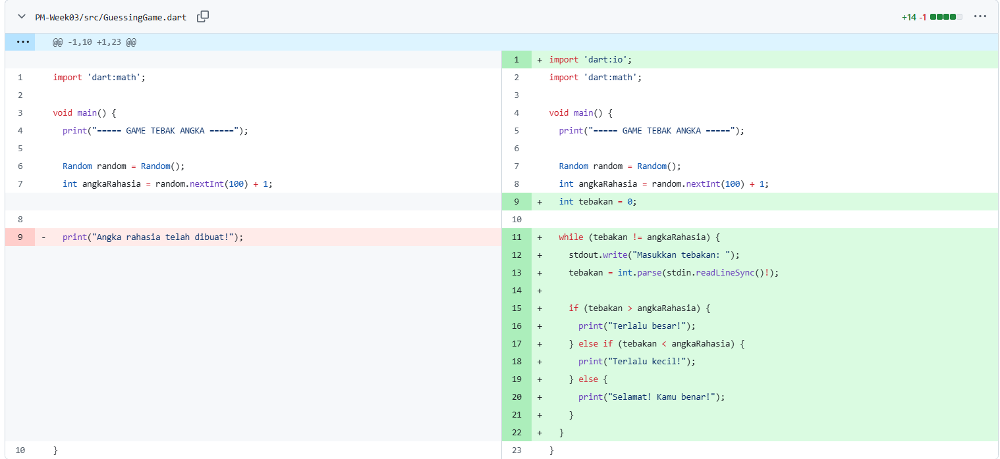 PM-Week03/src/GuessingGame.dart +14 -1
@@ -1,10 +1,23 @@
1 + import 'dart:io';
1 import 'dart:math'; 2 import 'dart:math';
2 3
3 void main() { 4 void main() {
4 print("===== GAME TEBAK ANGKA ====="); 5 print("===== GAME TEBAK ANGKA =====");
5 6
6 Random random = Random(); 7 Random random = Random();
7 int angkaRahasia = random.nextInt(100) + 1; 8 int angkaRahasia = random.nextInt(100) + 1;
9 + int tebakan = 0;
8 10
9 - print("Angka rahasia telah dibuat!"); 11 + while (tebakan != angkaRahasia) {
12 + stdout.write("Masukkan tebakan: ");
13 + tebakan = int.parse(stdin.readLineSync()!);
14 +
15 + if (tebakan > angkaRahasia) {
16 + print("Terlalu besar!");
17 + } else if (tebakan < angkaRahasia) {
18 + print("Terlalu kecil!");
19 + } else {
20 + print("Selamat! Kamu benar!");
21 + }
22 + }
10 } 23 }